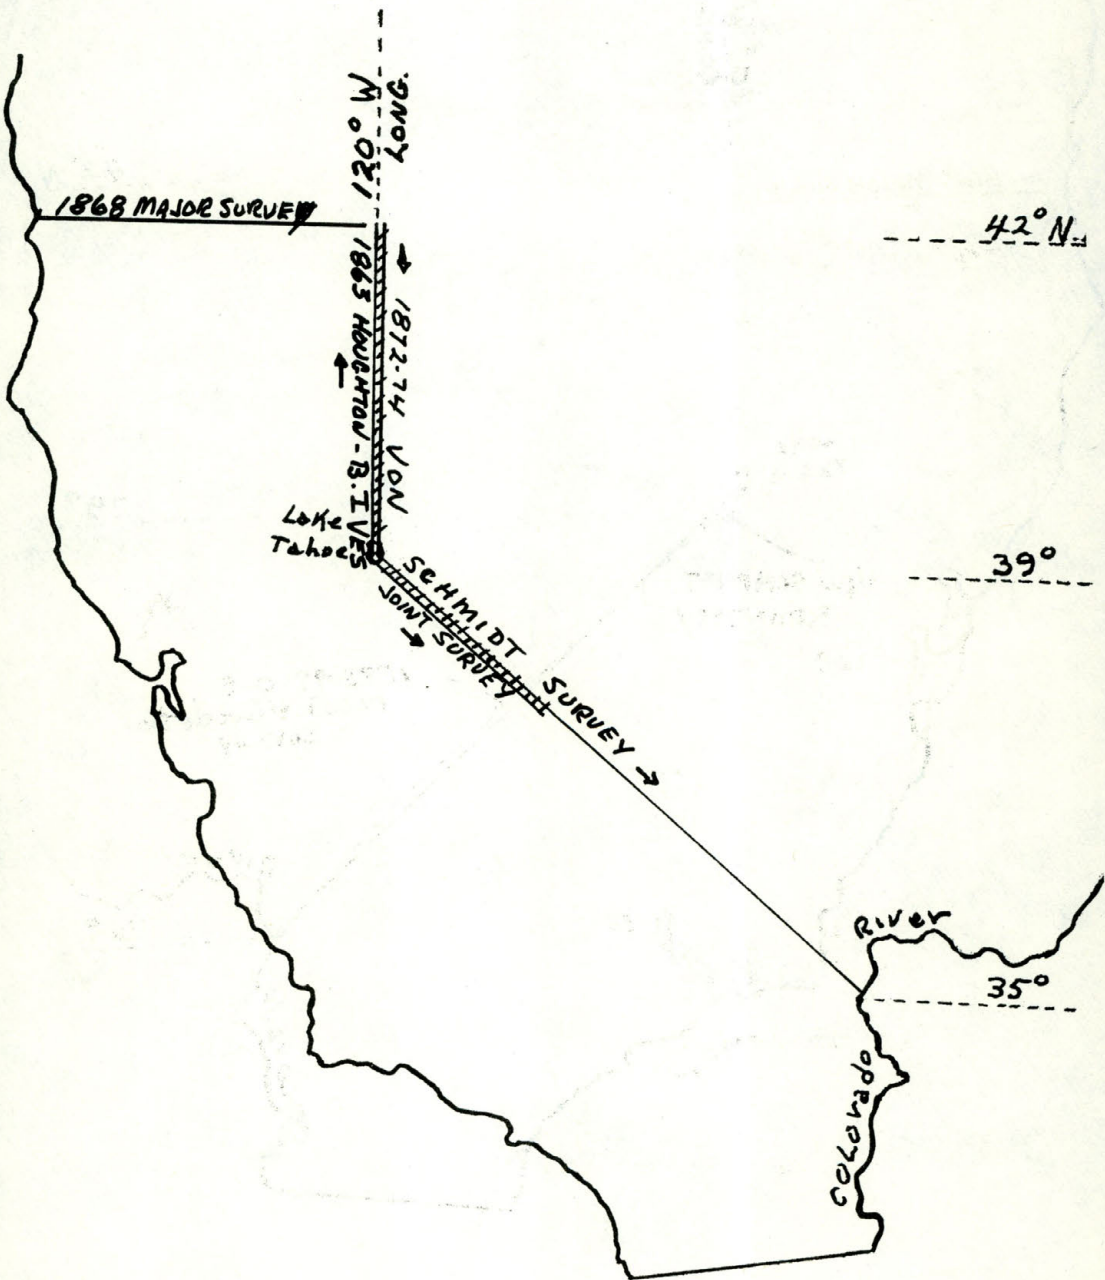 LONG.
120° W
1868 MAJOR SURVEY
42° N.
1863 HOUGHTON - B. IVES
1872-74 VON
SCHMIDT
SURVEY
Lake
Tahoe
JOINT SURVEY
39°
River
35°
COLORADO